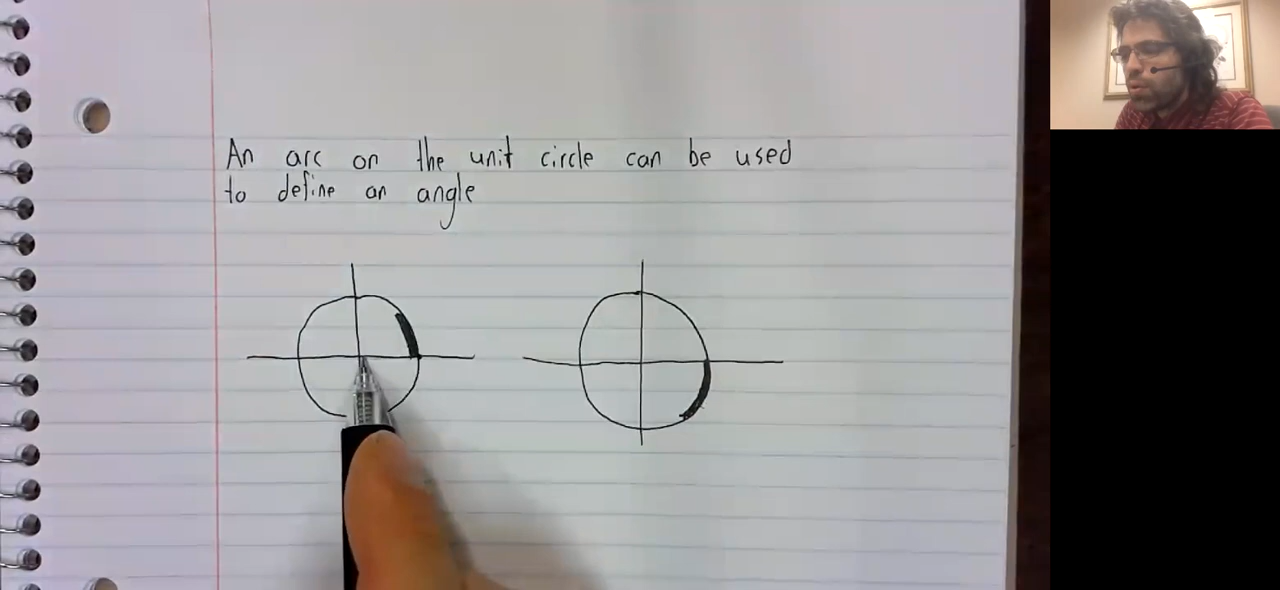 An arc on the unit circle can be used
to define an angle